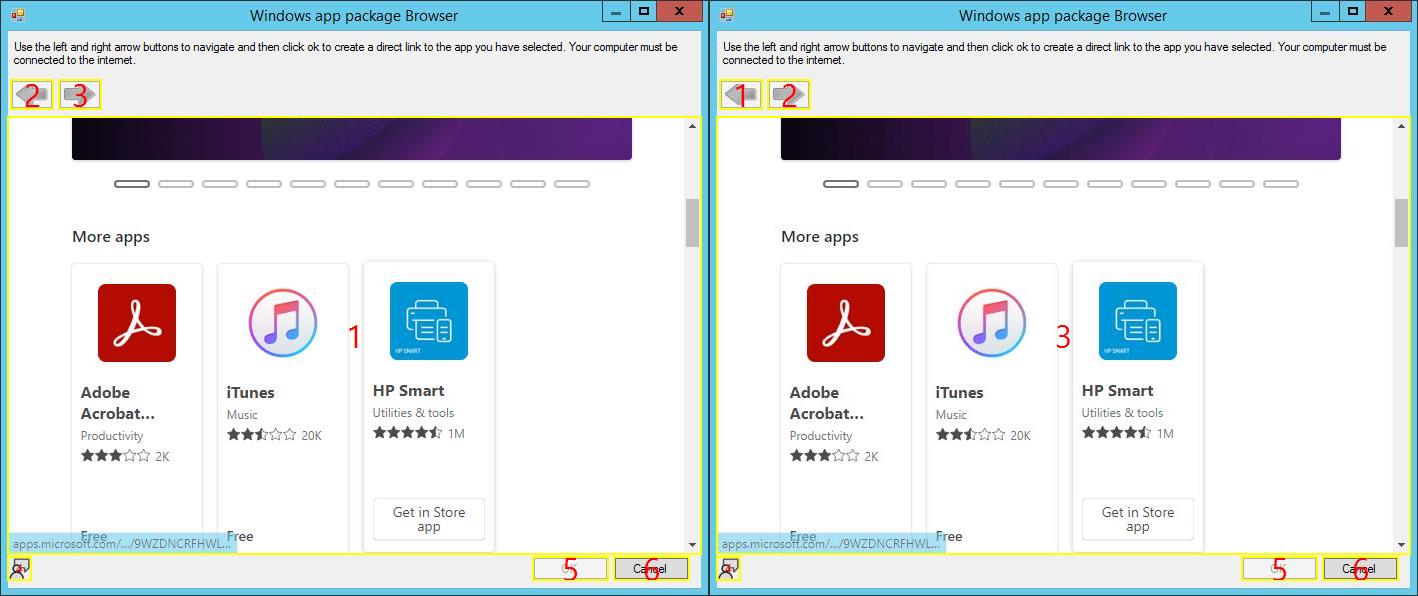 Windows app package Browser
Use the left and right arrow buttons to navigate and then click ok to create a direct link to the app you have selected. Your computer must be
connected to the internet.
2 3
More apps
1
HP SMART
Adobe
Acrobat...
Productivity
2K
Free
iTunes
Music
20K
Free
HP Smart
Utilities & tools
1M
Get in Store
app
apps.microsoft.com/.../9WZDNCRFHWL...
4
5
OK
6
Cancel
Windows app package Browser
Use the left and right arrow buttons to navigate and then click ok to create a direct link to the app you have selected. Your computer must be
connected to the internet.
1 2
More apps
3
HP SMART
Adobe
Acrobat...
Productivity
2K
Free
iTunes
Music
20K
Free
HP Smart
Utilities & tools
1M
Get in Store
app
apps.microsoft.com/.../9WZDNCRFHWL...
4
5
OK
6
Cancel